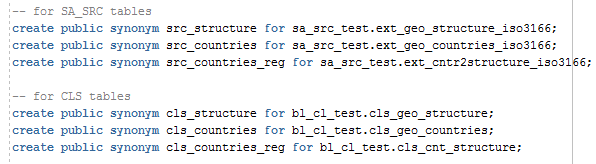 -- for SA_SRC tables
create public synonym src_structure for sa_src_test.ext_geo_structure_iso3166;
create public synonym src_countries for sa_src_test.ext_geo_countries_iso3166;
create public synonym src_countries_reg for sa_src_test.ext_cntr2structure_iso3166;
-- for CLS tables
create public synonym cls_structure for bl_cl_test.cls_geo_structure;
create public synonym cls_countries for bl_cl_test.cls_geo_countries;
create public synonym cls_countries_reg for bl_cl_test.cls_cnt_structure;